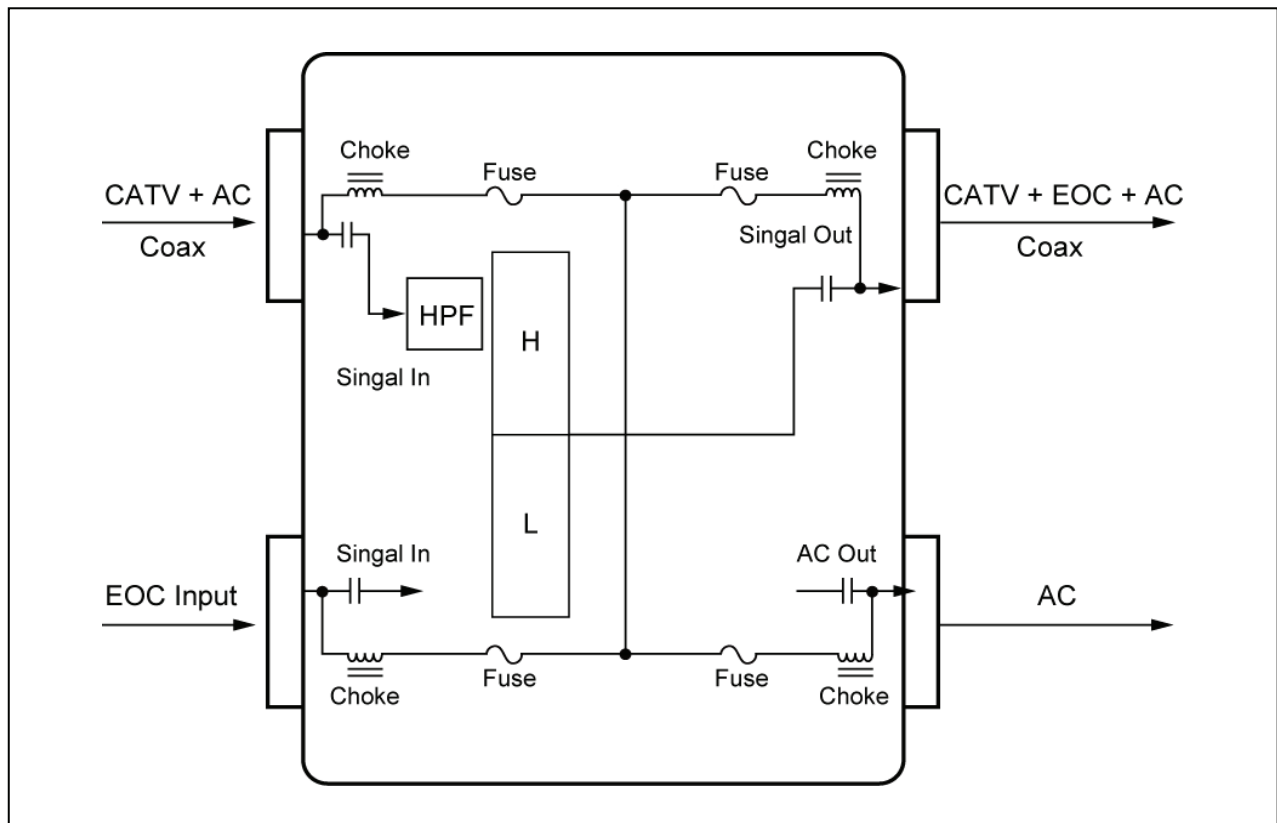 Choke
Fuse
Fuse
Choke
CATV + AC
Coax
Singal Out
CATV + EOC + AC
Coax
HPF
H
Singal In
L
Singal In
AC Out
EOC Input
AC
Choke
Fuse
Fuse
Choke